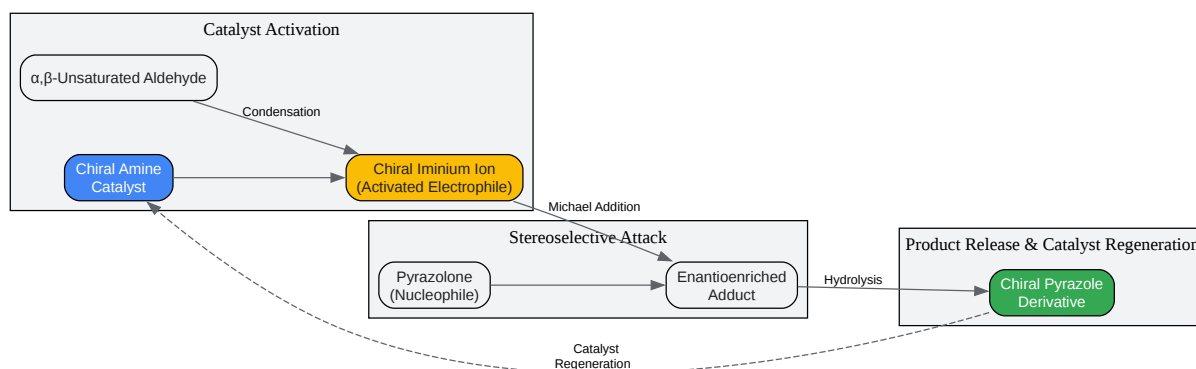 Catalyst Activation
α,β-Unsaturated Aldehyde
Condensation
Chiral Amine
Catalyst
Chiral Iminium Ion
(Activated Electrophile)
Michael Addition
Stereoselective Attack
Pyrazolone
(Nucleophile)
Enantioenriched
Adduct
Hydrolysis
Product Release & Catalyst Regeneration
Chiral Pyrazole
Derivative
Catalyst
Regeneration